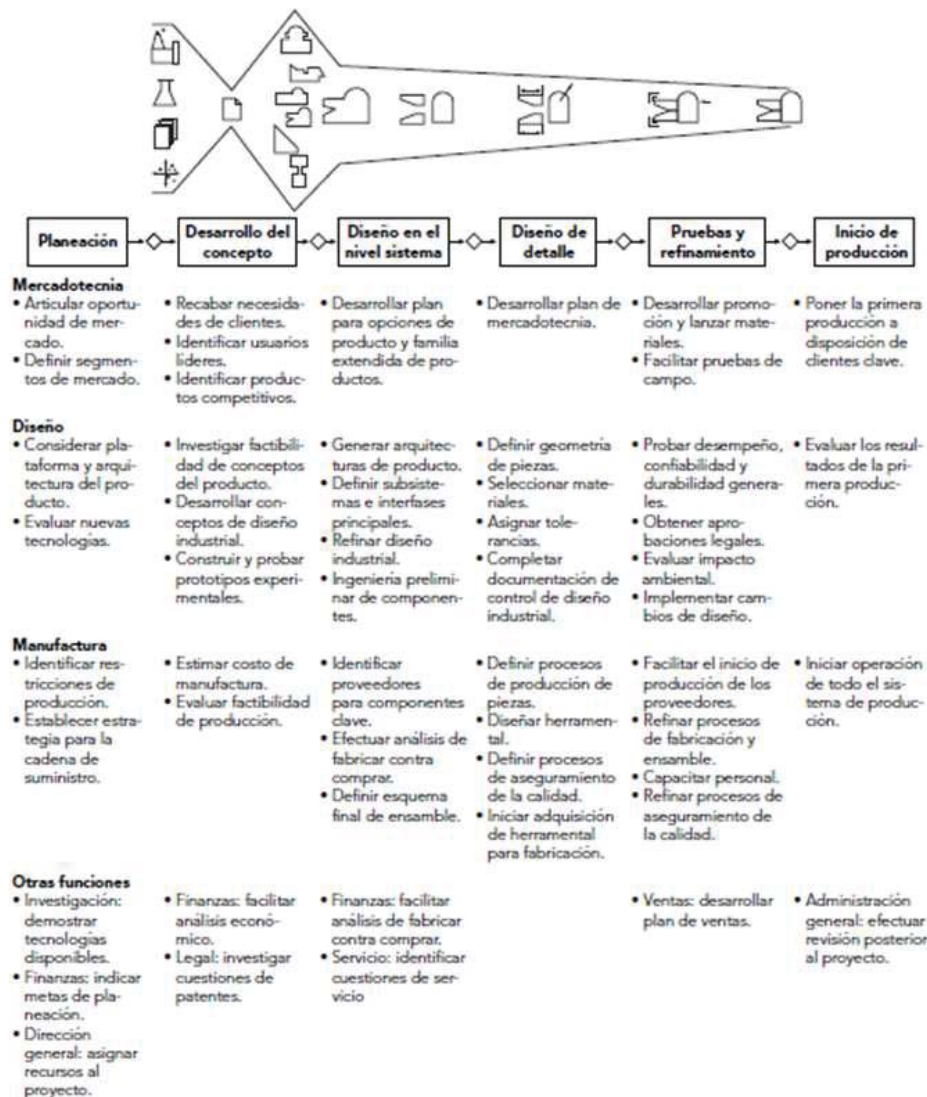 Planeación
Desarrollo del
concepto
Diseño en el
nivel sistema
Diseño de
detalle
Pruebas y
refinamiento
Inicio de
producción
Mercadotecnia
• Articular oportu-
nidad de mer-
cado.
• Definir segmen-
tos de mercado.
• Recabar necesida-
des de clientes.
• Identificar usuarios
líderes.
• Identificar produc-
tos competitivos.
• Desarrollar plan
para opciones de
producto y familia
extendida de pro-
ductos.
• Desarrollar plan de
mercadotecnia.
• Desarrollar promo-
ción y lanzar mate-
riales.
• Facilitar pruebas de
campo.
• Poner la primera
producción a
disposición de
clientes clave.
Diseño
• Considerar pla-
taforma y arqui-
tectura del pro-
ducto.
• Evaluar nuevas
tecnologías.
• Investigar factibili-
dad de conceptos
del producto.
• Desarrollar con-
ceptos de diseño
industrial.
• Construir y probar
prototipos experi-
mentales.
• Generar arquitec-
turas de producto.
• Definir subsiste-
mas e interfases
principales.
• Refinar diseño
industrial.
• Ingeniería prelimi-
nar de componen-
tes.
• Definir geometría
de piezas.
• Seleccionar mate-
riales.
• Asignar tole-
rancias.
• Completar
documentación de
control de diseño
industrial.
• Probar desempeño,
confiabilidad y
durabilidad genera-
les.
• Obtener apro-
baciones legales.
• Evaluar impacto
ambiental.
• Implementar cam-
bios de diseño.
• Evaluar los resul-
tados de la pri-
mera produc-
ción.
Manufactura
• Identificar res-
tricciones de
producción.
• Establecer estra-
tegia para la
cadena de
suministro.
• Estimar costo de
manufactura.
• Evaluar factibilidad
de producción.
• Identificar
proveedores
para componentes
clave.
• Efectuar análisis de
fabricar contra
comprar.
• Definir esquema
final de ensamble.
• Definir procesos
de producción de
piezas.
• Diseñar herramen-
tal.
• Definir procesos
de aseguramiento
de la calidad.
• Iniciar adquisición
de herramental
para fabricación.
• Facilitar el inicio de
producción de los
proveedores.
• Refinar procesos
de fabricación y
ensamble.
• Capacitar personal.
• Refinar procesos de
aseguramiento de
la calidad.
• Iniciar operación
de todo el sis-
tema de produc-
ción.
Otras funciones
• Investigación:
demostrar
tecnologías
disponibles.
• Finanzas: indicar
metas de pla-
neación.
• Dirección
general: asignar
recursos al
proyecto.
• Finanzas: facilitar
análisis econó-
mico.
• Legal: investigar
cuestiones de
patentes.
• Finanzas: facilitar
análisis de fabricar
contra comprar.
• Servicio: identificar
cuestiones de ser-
vicio
• Ventas: desarrollar
plan de ventas.
• Administración
general: efectuar
revisión posterior
al proyecto.